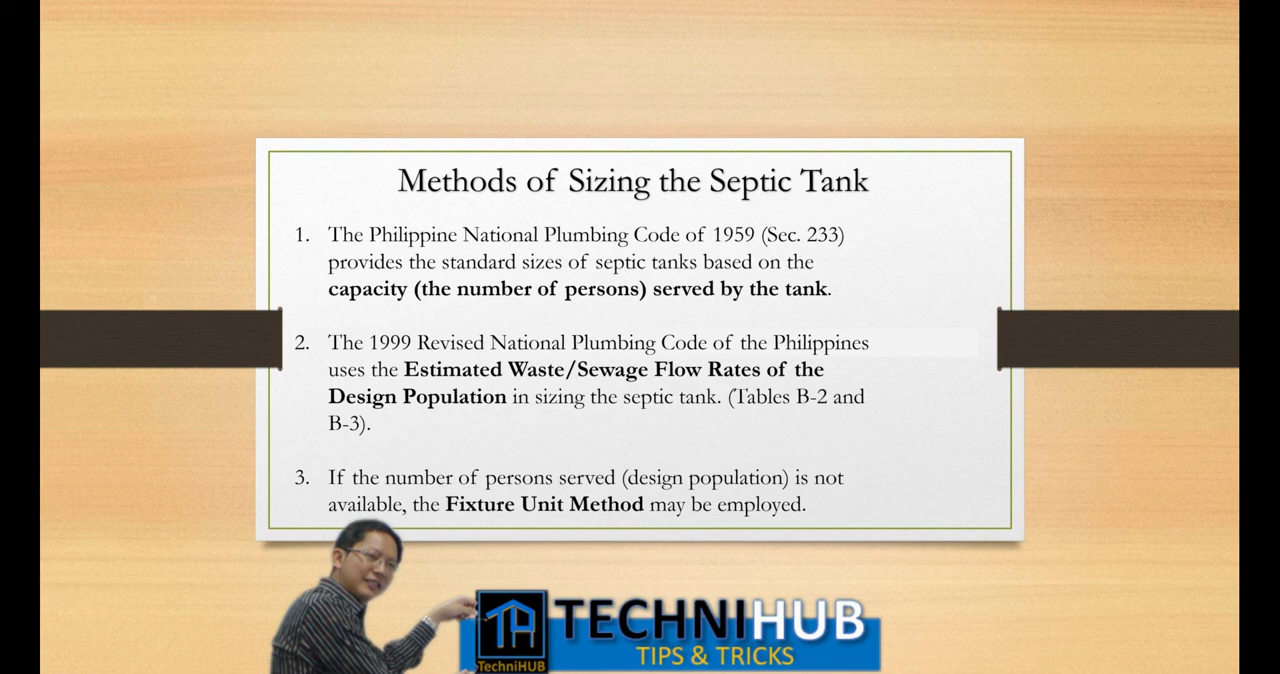 Methods of Sizing the Septic Tank
1. The Philippine National Plumbing Code of 1959 (Sec. 233)
provides the standard sizes of septic tanks based on the
capacity (the number of persons) served by the tank.
2. The 1999 Revised National Plumbing Code of the Philippines
uses the Estimated Waste/Sewage Flow Rates of the
Design Population in sizing the septic tank. (Tables B-2 and
B-3).
3. If the number of persons served (design population) is not
available, the Fixture Unit Method may be employed.
TECHNIHUB
TIPS & TRICKS
TechniHUB